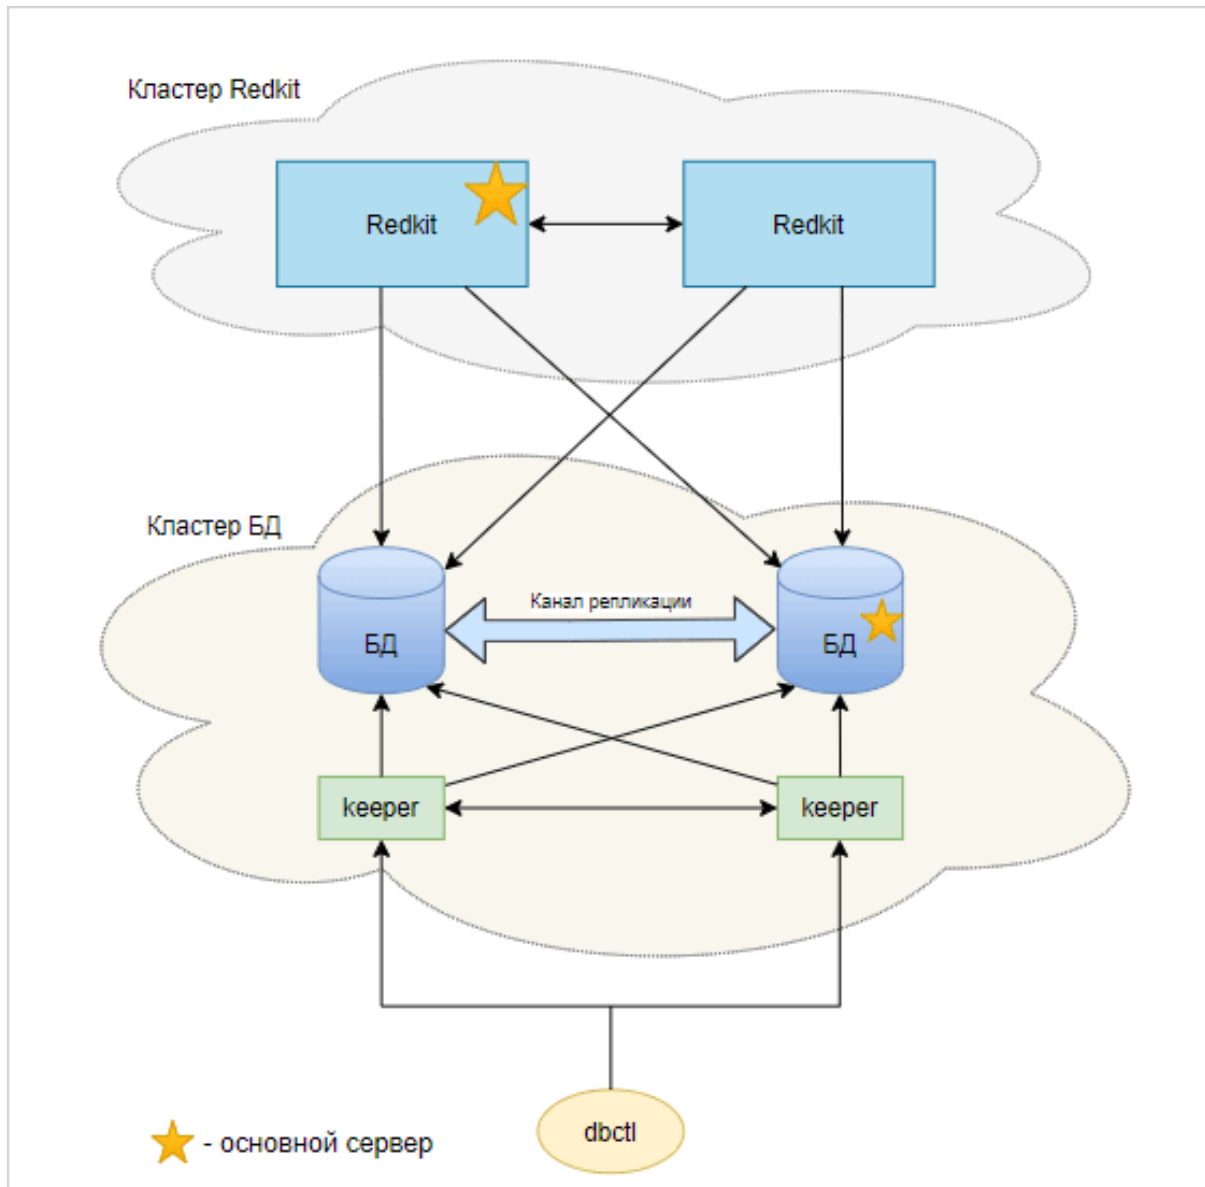 Кластер Redkit
Redkit
Redkit
Кластер БД
Канал репликации
БД
БД
keeper
keeper
dbctl
- основной сервер